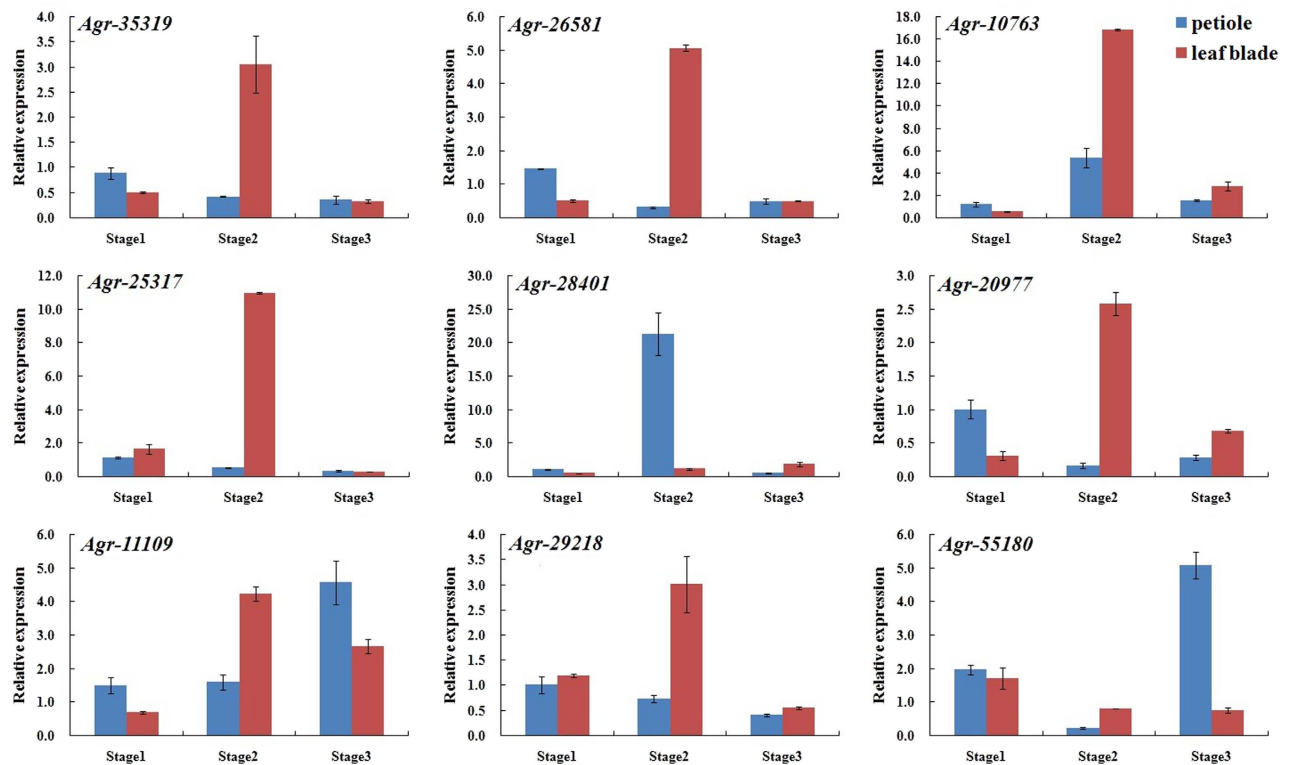 Agr-35319
Relative expression
4.0
3.5
3.0
2.5
2.0
1.5
1.0
0.5
0.0
Stage1 Stage2 Stage3
Agr-26581
Relative expression
6.0
5.0
4.0
3.0
2.0
1.0
0.0
Stage1 Stage2 Stage3
Agr-10763
Relative expression
18.0
16.0
14.0
12.0
10.0
8.0
6.0
4.0
2.0
0.0
Stage1 Stage2 Stage3
petiole
leaf blade
Agr-25317
Relative expression
12.0
10.0
8.0
6.0
4.0
2.0
0.0
Stage1 Stage2 Stage3
Agr-28401
Relative expression
30.0
25.0
20.0
15.0
10.0
5.0
0.0
Stage1 Stage2 Stage3
Agr-20977
Relative expression
3.0
2.5
2.0
1.5
1.0
0.5
0.0
Stage1 Stage2 Stage3
Agr-11109
Relative expression
6.0
5.0
4.0
3.0
2.0
1.0
0.0
Stage1 Stage2 Stage3
Agr-29218
Relative expression
4.0
3.5
3.0
2.5
2.0
1.5
1.0
0.5
0.0
Stage1 Stage2 Stage3
Agr-55180
Relative expression
6.0
5.0
4.0
3.0
2.0
1.0
0.0
Stage1 Stage2 Stage3